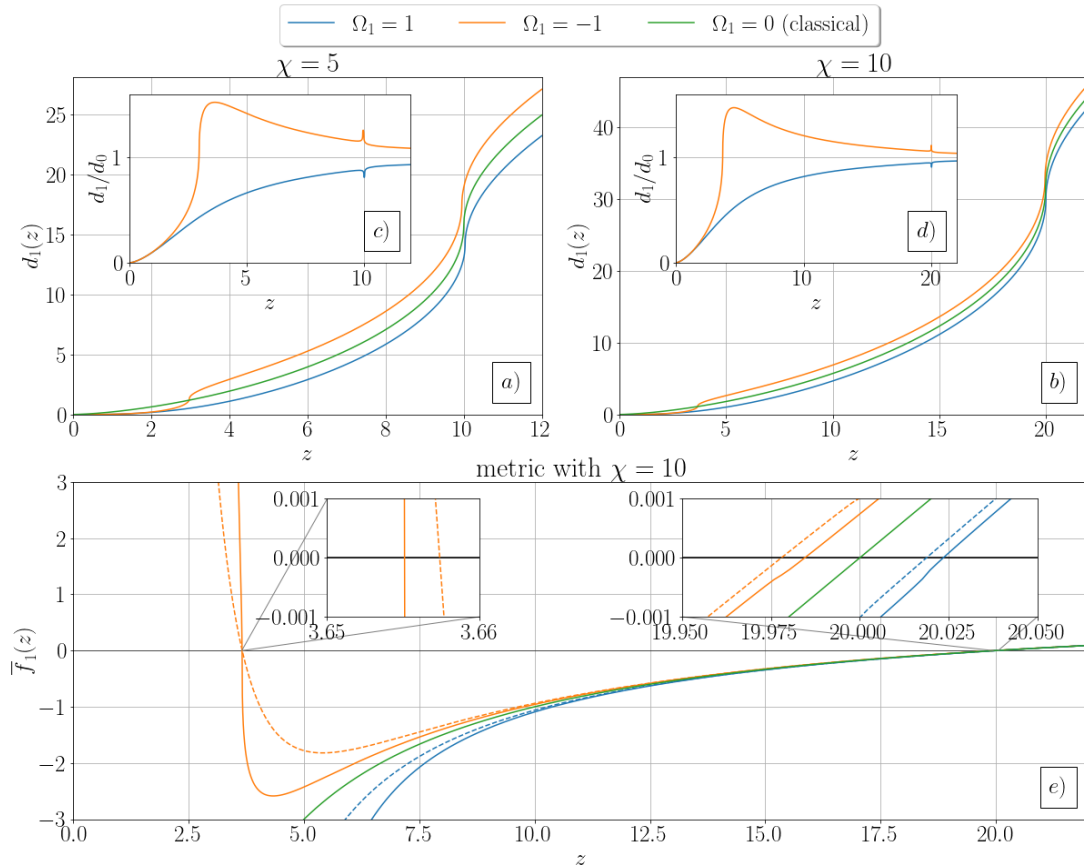 Ω₁ = 1   Ω₁ = −1   Ω₁ = 0 (classical)
χ = 5
d₁(z)
25
20
15
10
5
0
0 2 4 6 8 10 12
z
a)
d₁/d₀
1
0
0 5 10
z
c)
χ = 10
d₁(z)
40
30
20
10
0
0 5 10 15 20
z
b)
d₁/d₀
1
0
0 10 20
z
d)
metric with χ = 10
f̅₁(z)
3
2
1
0
−1
−2
−3
0.0 2.5 5.0 7.5 10.0 12.5 15.0 17.5 20.0
z
e)
0.001
0.000
−0.001
3.65 3.66
0.001
0.000
−0.001
19.950 19.975 20.000 20.025 20.050